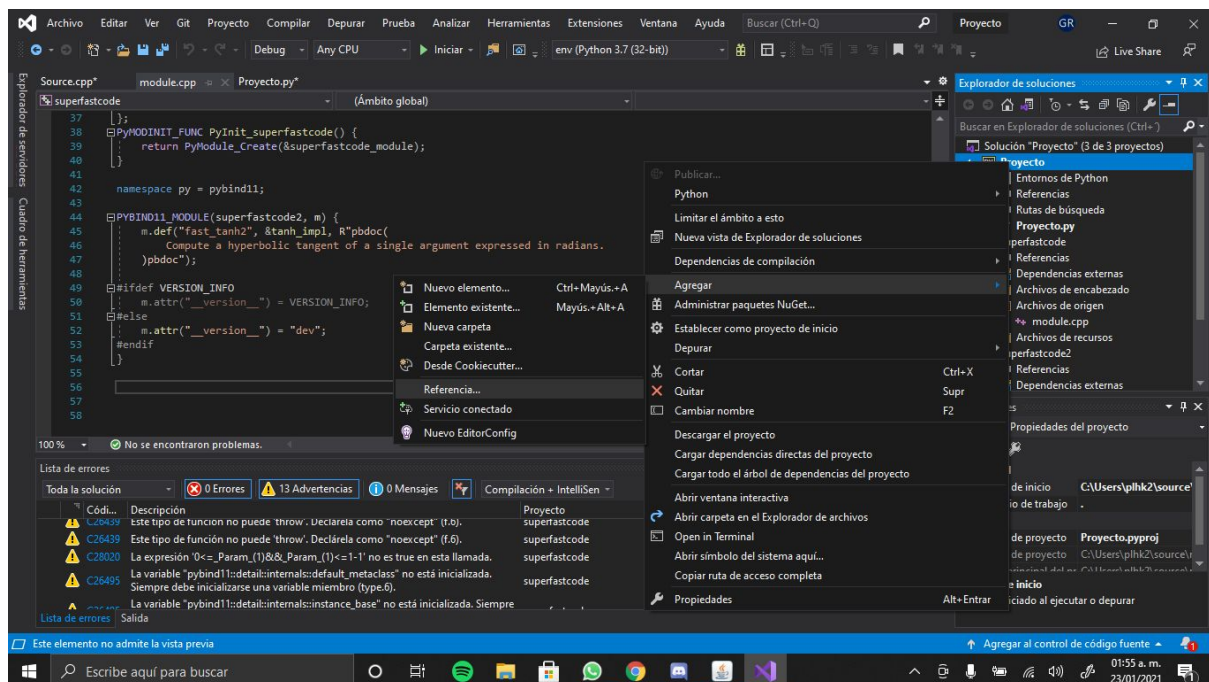 Archivo Editar Ver Git Proyecto Compilar Depurar Prueba Analizar Herramientas Extensiones Ventana Ayuda Buscar (Ctrl+Q) Proyecto GR
Debug Any CPU Iniciar env (Python 3.7 (32-bit)) Live Share
Explorador de servidores
Cuadro de herramientas
Source.cpp* module.cpp Proyecto.py*
superfastcode (Ámbito global)
37 };
38 PyMODINIT_FUNC PyInit_superfastcode() {
39 return PyModule_Create(&superfastcode_module);
40 }
41
42 namespace py = pybind11;
43
44 PYBIND11_MODULE(superfastcode2, m) {
45 m.def("fast_tanh2", &tanh_impl, R"pbdoc(
46 Compute a hyperbolic tangent of a single argument expressed in radians.
47 )pbdoc");
48
49 #ifdef VERSION_INFO
50 m.attr("__version__") = VERSION_INFO;
51 #else
52 m.attr("__version__") = "dev";
53 #endif
54 }
55
56
57
58
100 % No se encontraron problemas.
Nuevo elemento... Ctrl+Mayús.+A
Elemento existente... Mayús.+Alt+A
Nueva carpeta
Carpeta existente...
Desde Cookiecutter...
Referencia...
Servicio conectado
Nuevo EditorConfig
Publicar...
Python
Limitar el ámbito a esto
Nueva vista de Explorador de soluciones
Dependencias de compilación
Agregar
Administrar paquetes NuGet...
Establecer como proyecto de inicio
Depurar
Cortar Ctrl+X
Quitar Supr
Cambiar nombre F2
Descargar el proyecto
Cargar dependencias directas del proyecto
Cargar todo el árbol de dependencias del proyecto
Abrir ventana interactiva
Abrir carpeta en el Explorador de archivos
Open in Terminal
Abrir símbolo del sistema aquí...
Copiar ruta de acceso completa
Propiedades Alt+Entrar
Explorador de soluciones
Buscar en Explorador de soluciones (Ctrl+´)
Solución "Proyecto" (3 de 3 proyectos)
Proyecto
Entornos de Python
Referencias
Rutas de búsqueda
Proyecto.py
perfastcode
Referencias
Dependencias externas
Archivos de encabezado
Archivos de origen
++ module.cpp
Archivos de recursos
perfastcode2
Referencias
Dependencias externas
es
Propiedades del proyecto
de inicio C:\Users\plhk2\source\
io de trabajo .
de proyecto Proyecto.pyproj
de proyecto C:\Users\plhk2\source\r
e inicio
iciado al ejecutar o depurar
Lista de errores
Toda la solución 0 Errores 13 Advertencias 0 Mensajes Compilación + IntelliSen
Códi... Descripción Proyecto
C26439 Este tipo de función no puede 'throw'. Declárela como "noexcept" (f.6). superfastcode
C26439 Este tipo de función no puede 'throw'. Declárela como "noexcept" (f.6). superfastcode
C28020 La expresión '0<=_Param_(1)&&_Param_(1)<=1-1' no es true en esta llamada. superfastcode
C26495 La variable "pybind11::detail::internals::default_metaclass" no está inicializada. Siempre debe inicializarse una variable miembro (type.6). superfastcode
La variable "pybind11::detail::internals::instance_base" no está inicializada. Siempre
Lista de errores Salida
Este elemento no admite la vista previa Agregar al control de código fuente 1
Escribe aquí para buscar 01:55 a. m.
23/01/2021